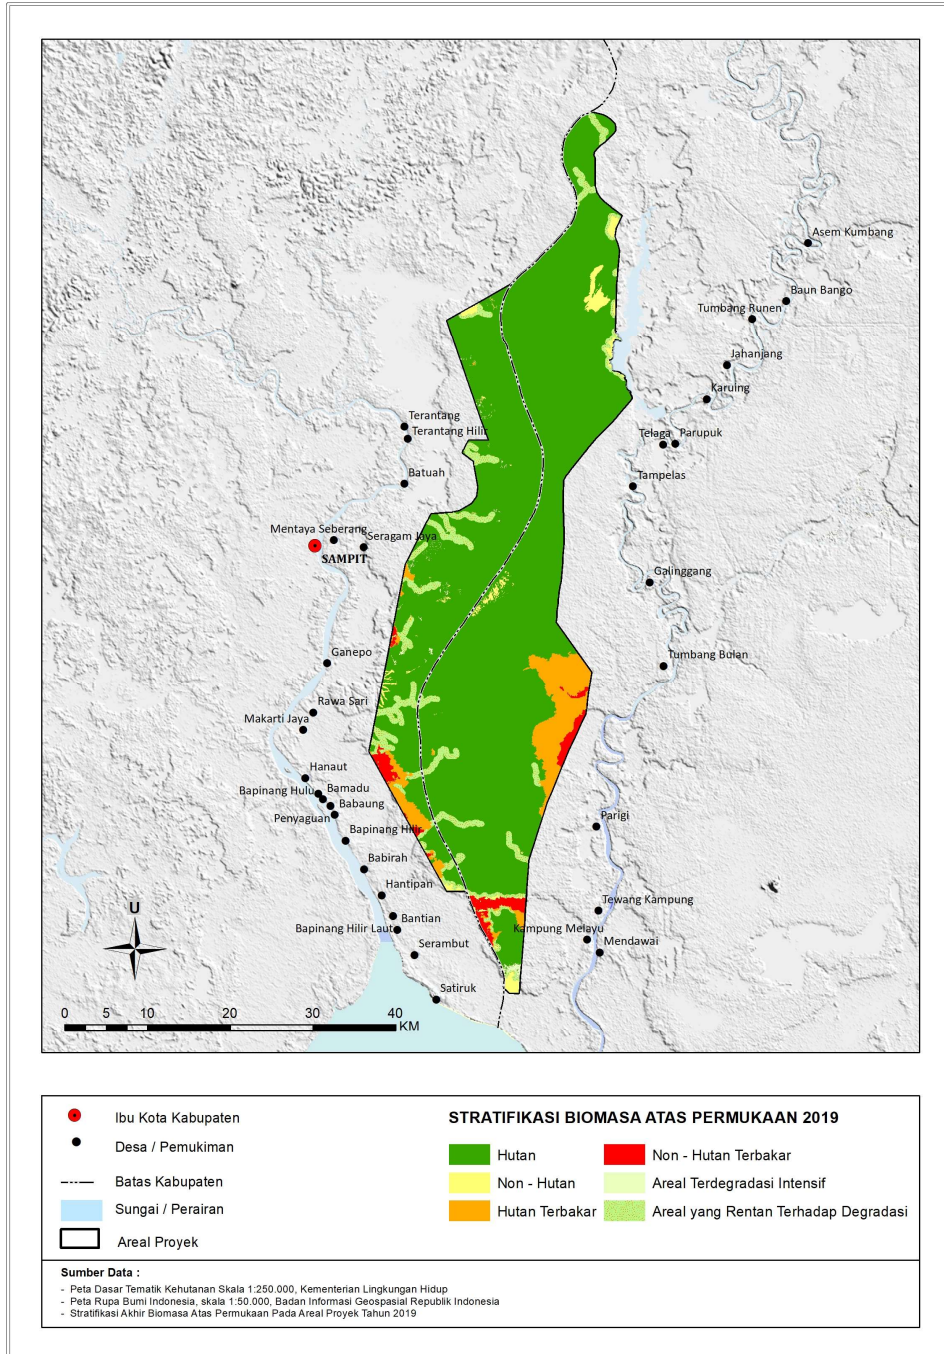 Asem Kumbang
Baun Bango
Tumbang Runen
Jahanjang
Karuing
Terantang
Terantang Hilir
Telaga
Parupuk
Batuah
Tampelas
Mentaya Seberang
Seragam Jaya
SAMPIT
Galinggang
Ganepo
Tumbang Bulan
Rawa Sari
Makarti Jaya
Hanaut
Bapinang Hulu
Bamadu
Babaung
Penyaguan
Parigi
Bapinang Hilir
Babirah
Hantipan
Tewang Kampung
Bantian
Bapinang Hilir Laut
Kampung Melayu
Serambut
Mendawai
Satiruk
U
0 5 10 20 30 40
KM
Ibu Kota Kabupaten
Desa / Pemukiman
Batas Kabupaten
Sungai / Perairan
Areal Proyek
STRATIFIKASI BIOMASA ATAS PERMUKAAN 2019
Hutan
Non - Hutan
Hutan Terbakar
Non - Hutan Terbakar
Areal Terdegradasi Intensif
Areal yang Rentan Terhadap Degradasi
Sumber Data :
- Peta Dasar Tematik Kehutanan Skala 1:250.000, Kementerian Lingkungan Hidup
- Peta Rupa Bumi Indonesia, skala 1:50.000, Badan Informasi Geospasial Republik Indonesia
- Stratifikasi Akhir Biomasa Atas Permukaan Pada Areal Proyek Tahun 2019